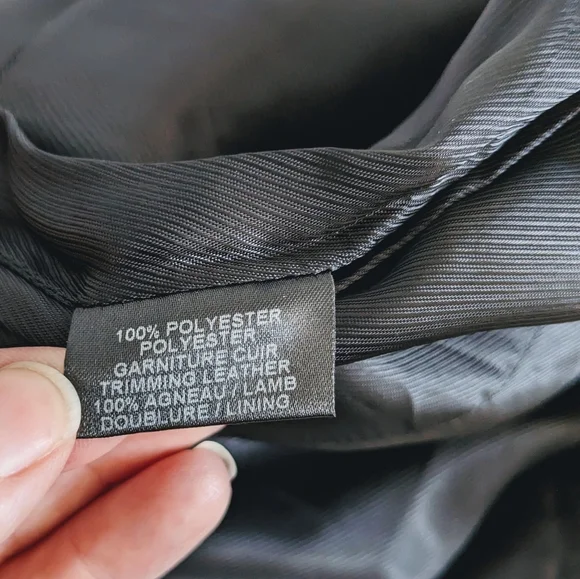 100% POLYESTER
POLYESTER
GARNITURE CUIR
TRIMMING LEATHER
100% AGNEAU / LAMB
DOUBLURE / LINING